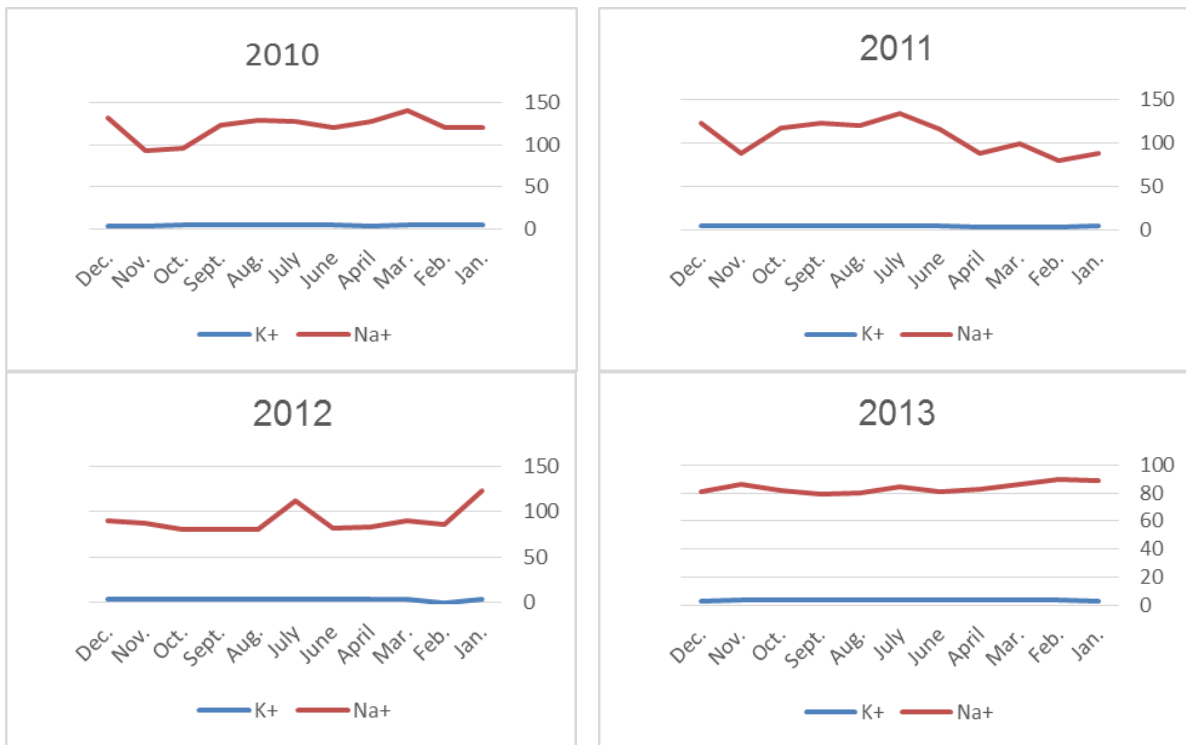 2010
150
100
50
0
Dec. Nov. Oct. Sept. Aug. July June April Mar. Feb. Jan.
K+ Na+
2011
150
100
50
0
Dec. Nov. Oct. Sept. Aug. July June April Mar. Feb. Jan.
K+ Na+
2012
150
100
50
0
Dec. Nov. Oct. Sept. Aug. July June April Mar. Feb. Jan.
K+ Na+
2013
100
80
60
40
20
0
Dec. Nov. Oct. Sept. Aug. July June April Mar. Feb. Jan.
K+ Na+